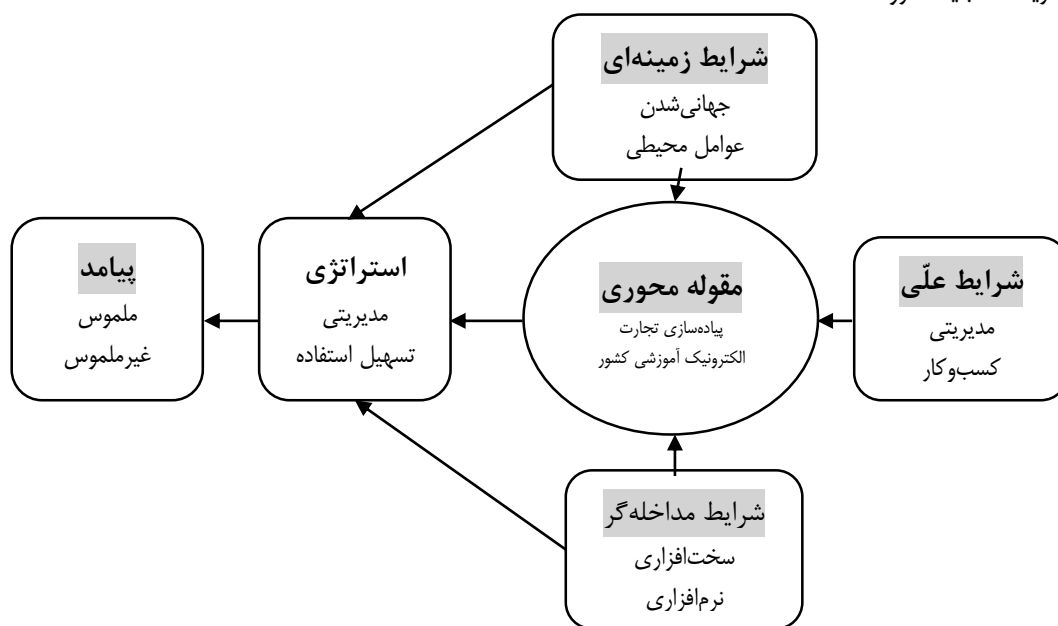 شرایط زمینه‌ای
جهانی‌شدن
عوامل محیطی
شرایط علّی
مدیریتی
کسب‌وکار
مقوله محوری
پیاده‌سازی تجارت
الکترونیک آموزشی کشور
استراتژی
مدیریتی
تسهیل استفاده
پیامد
ملموس
غیرملموس
شرایط مداخله‌گر
سخت‌افزاری
نرم‌افزاری